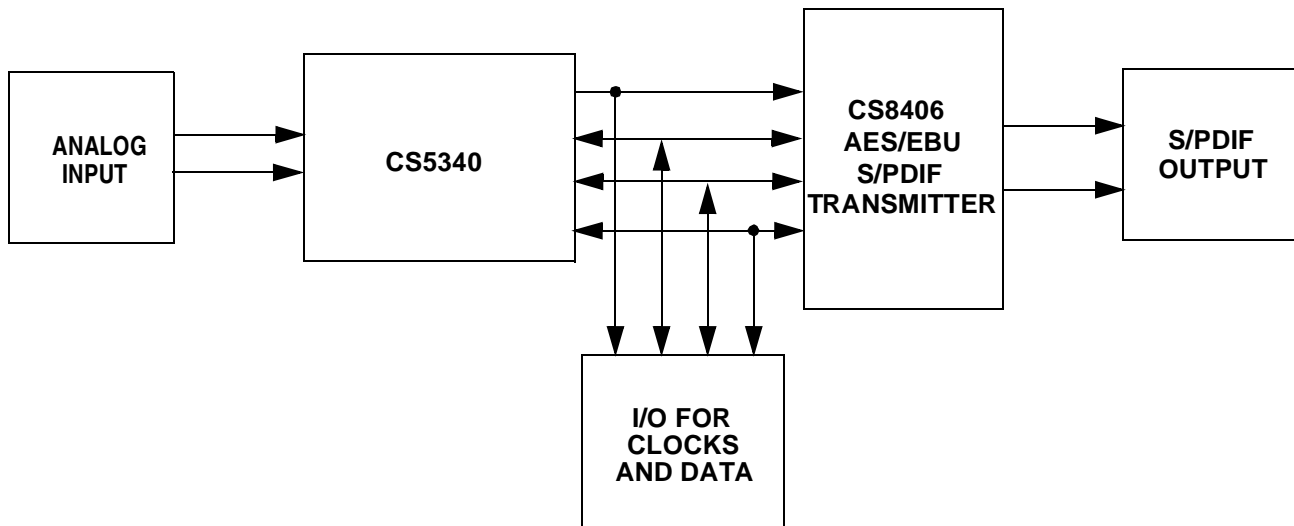 ANALOG
INPUT
CS5340
CS8406
AES/EBU
S/PDIF
TRANSMITTER
S/PDIF
OUTPUT
I/O FOR
CLOCKS
AND DATA